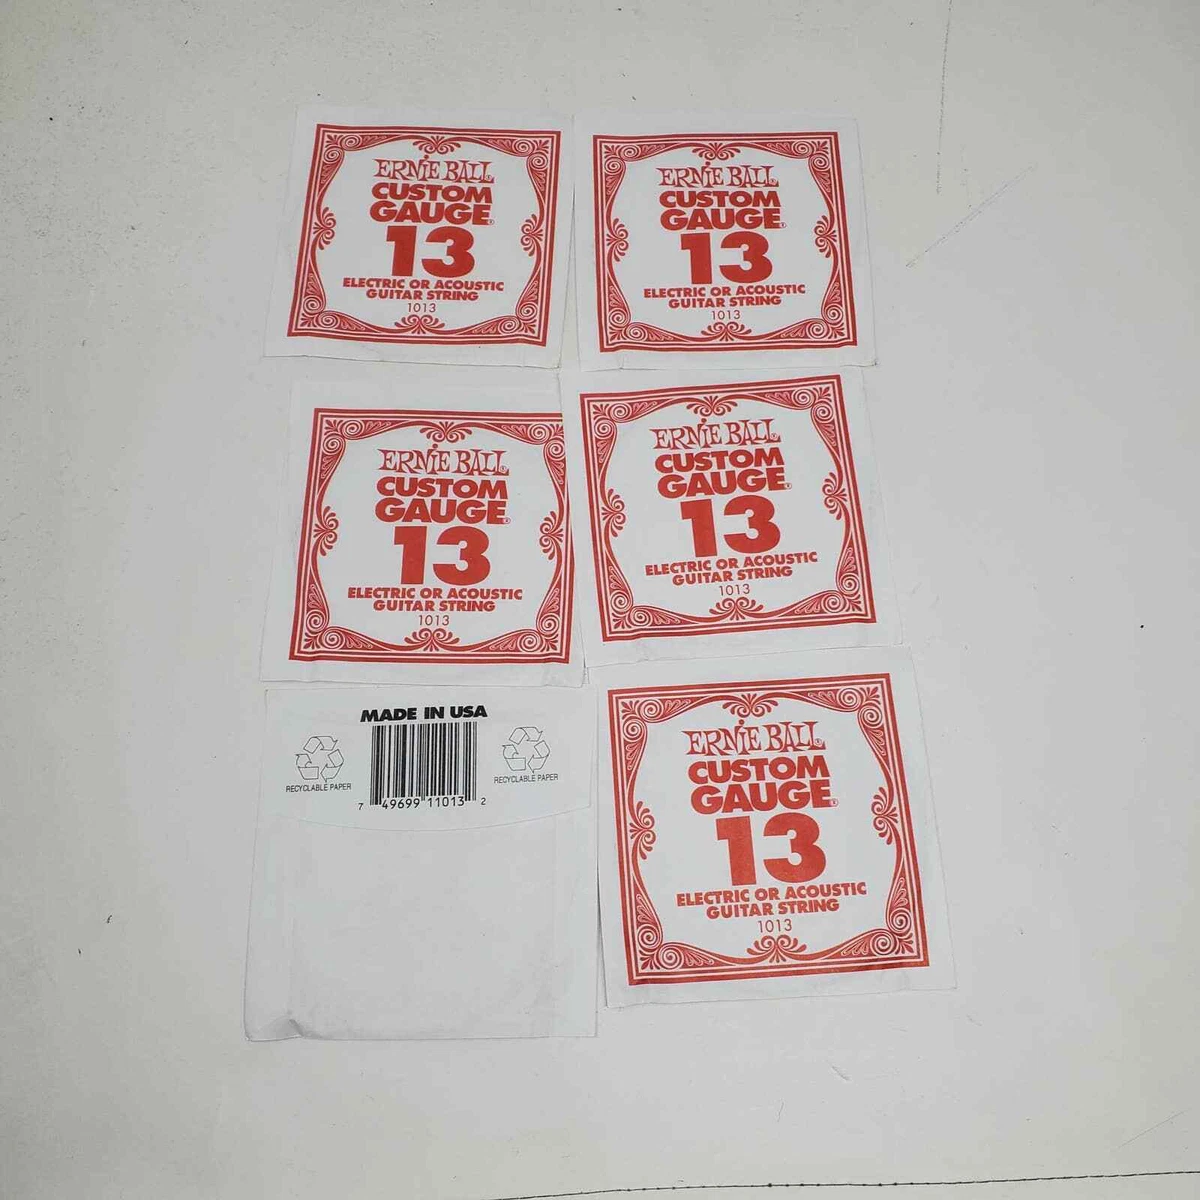 ERNIE BALL®
CUSTOM
GAUGE®
13
ELECTRIC OR ACOUSTIC
GUITAR STRING
1013
ERNIE BALL®
CUSTOM
GAUGE®
13
ELECTRIC OR ACOUSTIC
GUITAR STRING
1013
ERNIE BALL®
CUSTOM
GAUGE®
13
ELECTRIC OR ACOUSTIC
GUITAR STRING
1013
ERNIE BALL®
CUSTOM
GAUGE®
13
ELECTRIC OR ACOUSTIC
GUITAR STRING
1013
MADE IN USA
RECYCLABLE PAPER
RECYCLABLE PAPER
7 49699 11013 2
ERNIE BALL®
CUSTOM
GAUGE®
13
ELECTRIC OR ACOUSTIC
GUITAR STRING
1013